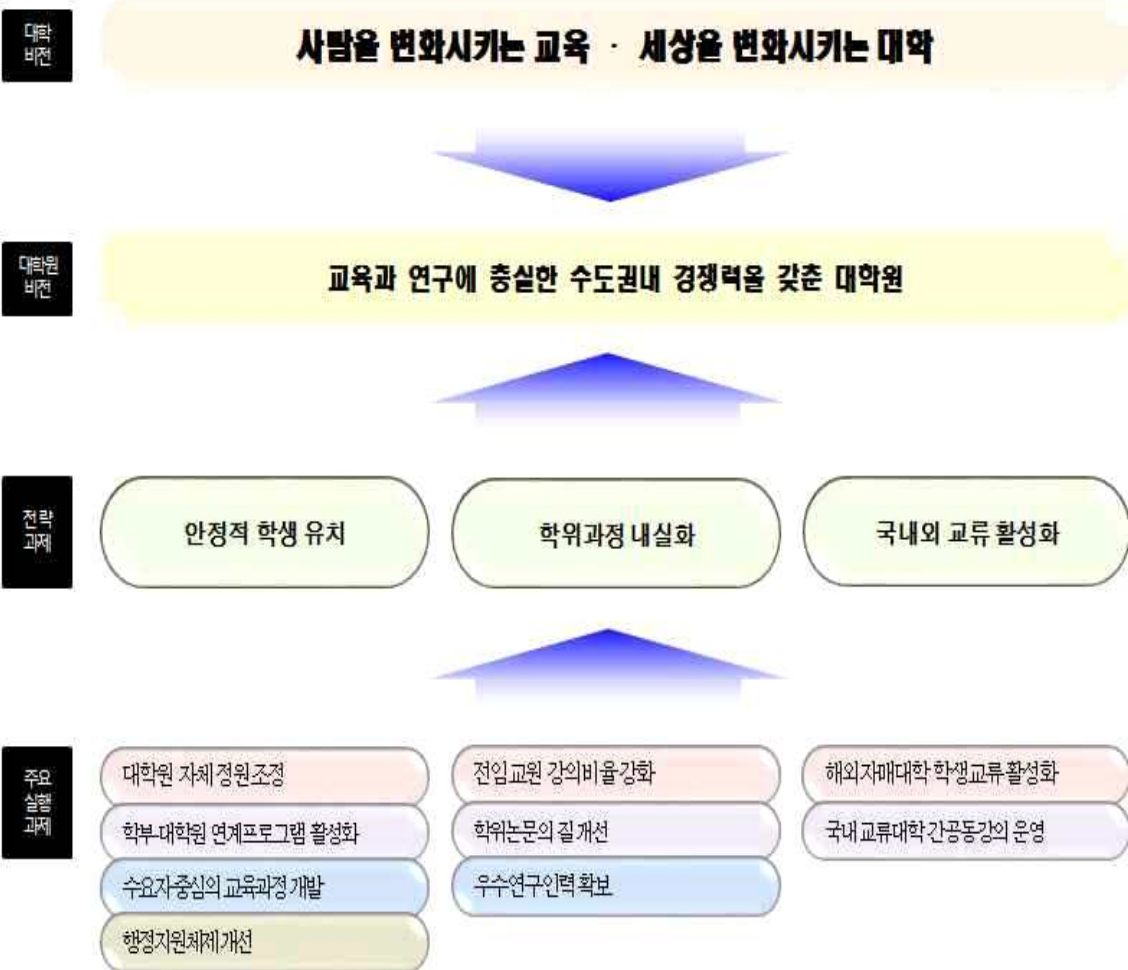 대학
비전
사람을 변화시키는 교육 · 세상을 변화시키는 대학
대학원
비전
교육과 연구에 충실한 수도권내 경쟁력을 갖춘 대학원
전략
과제
안정적 학생 유치
학위과정 내실화
국내외 교류 활성화
주요
실행
과제
대학원 자체 정원조정
전임교원 강의비율강화
해외자매대학 학생교류 활성화
학부·대학원 연계프로그램 활성화
학위논문의 질 개선
국내 교류대학 간공동강의 운영
수요자·중심의 교육과정 개발
우수연구인력 확보
행정지원체제 개선